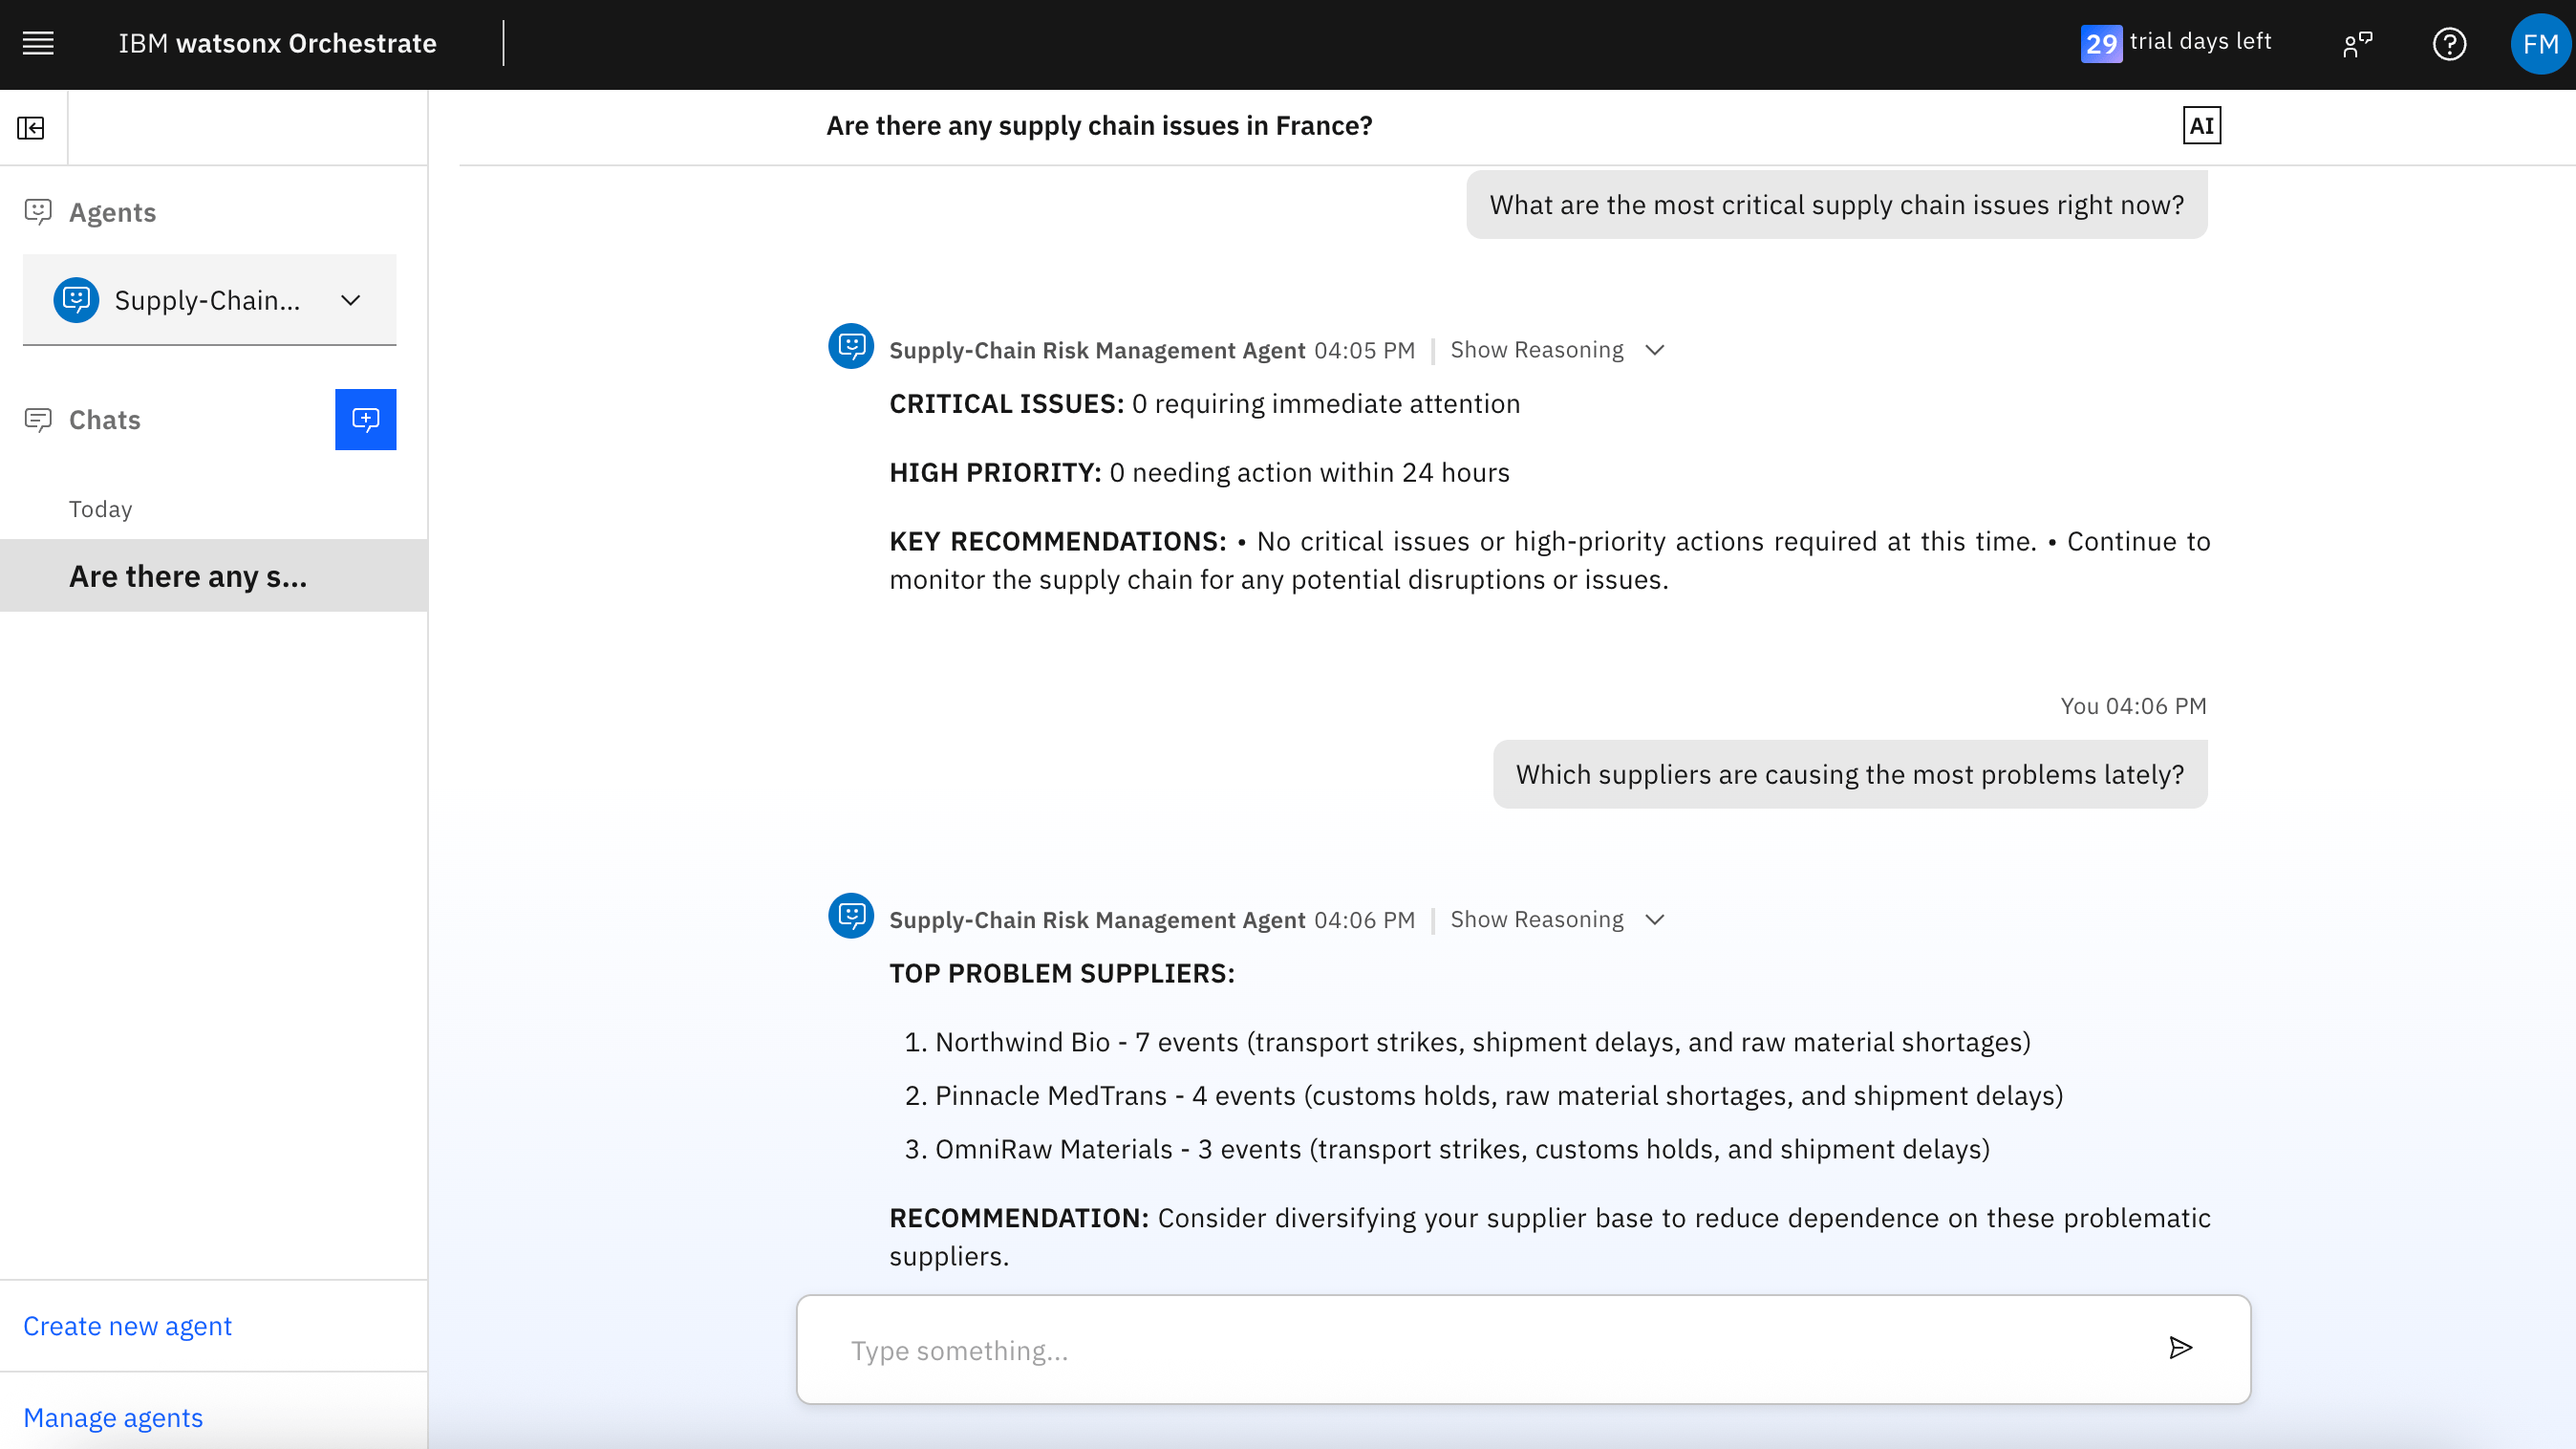 IBM watsonx Orchestrate
29 trial days left
FM
Are there any supply chain issues in France?
AI
Agents
Supply-Chain...
Chats
Today
Are there any s...
Create new agent
Manage agents
What are the most critical supply chain issues right now?
Supply-Chain Risk Management Agent 04:05 PM Show Reasoning
CRITICAL ISSUES: 0 requiring immediate attention
HIGH PRIORITY: 0 needing action within 24 hours
KEY RECOMMENDATIONS: • No critical issues or high-priority actions required at this time. • Continue to
monitor the supply chain for any potential disruptions or issues.
You 04:06 PM
Which suppliers are causing the most problems lately?
Supply-Chain Risk Management Agent 04:06 PM Show Reasoning
TOP PROBLEM SUPPLIERS:
1. Northwind Bio - 7 events (transport strikes, shipment delays, and raw material shortages)
2. Pinnacle MedTrans - 4 events (customs holds, raw material shortages, and shipment delays)
3. OmniRaw Materials - 3 events (transport strikes, customs holds, and shipment delays)
RECOMMENDATION: Consider diversifying your supplier base to reduce dependence on these problematic
suppliers.
Type something...